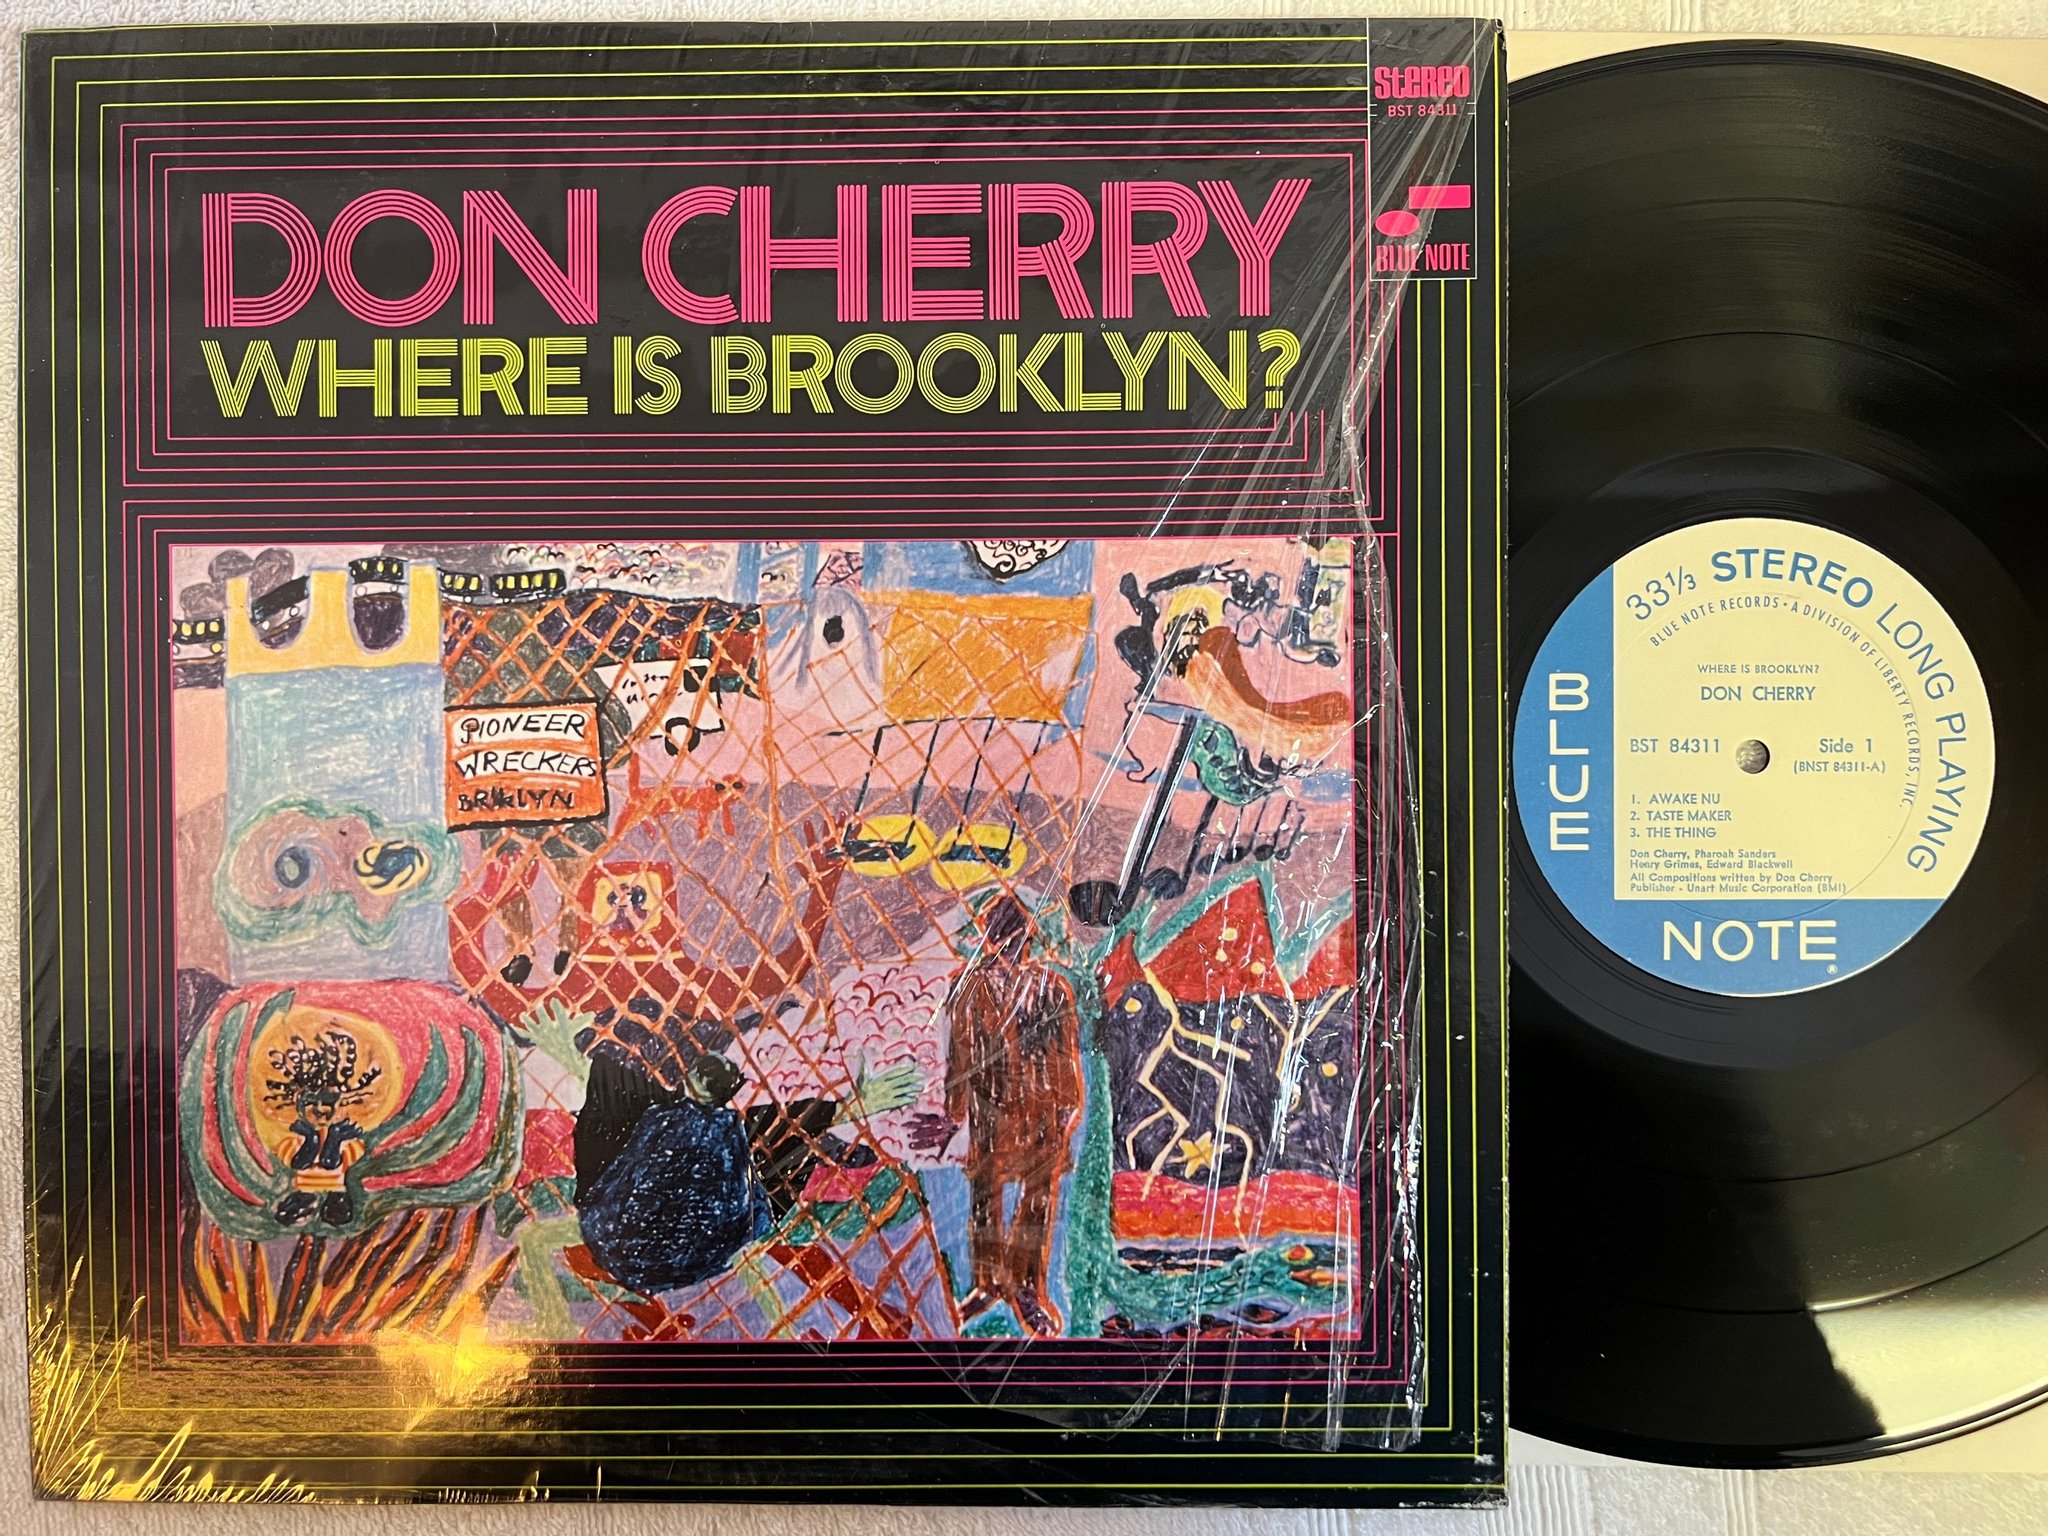 Stereo
BST 84311
BLUE NOTE
DON CHERRY
WHERE IS BROOKLYN?
PIONEER
WRECKERS
BRKLYN
33 1/3 STEREO LONG PLAYING
BLUE NOTE RECORDS • A DIVISION OF LIBERTY RECORDS, INC.
WHERE IS BROOKLYN?
DON CHERRY
BST 84311
Side 1
(BNST 84311-A)
1. AWAKE NU
2. TASTE MAKER
3. THE THING
Don Cherry, Pharoah Sanders
Henry Grimes, Edward Blackwell
All Compositions written by Don Cherry
Publisher - Unart Music Corporation (BMI)
BLUE
NOTE®